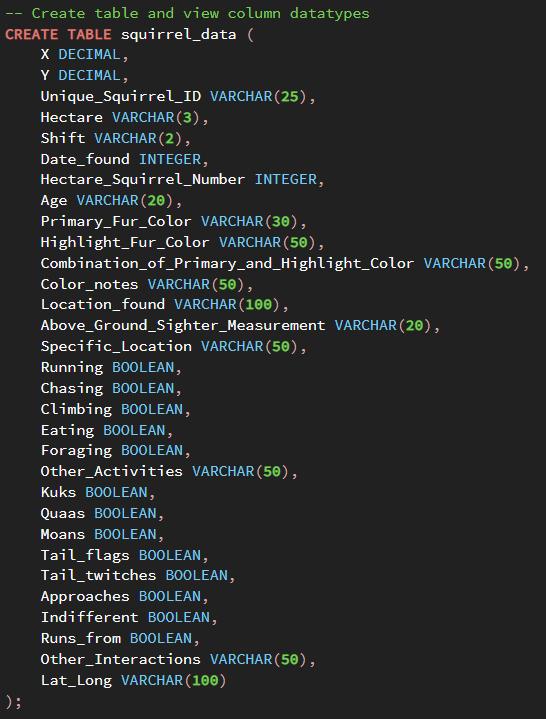 -- Create table and view column datatypes
CREATE TABLE squirrel_data (
    X DECIMAL,
    Y DECIMAL,
    Unique_Squirrel_ID VARCHAR(25),
    Hectare VARCHAR(3),
    Shift VARCHAR(2),
    Date_found INTEGER,
    Hectare_Squirrel_Number INTEGER,
    Age VARCHAR(20),
    Primary_Fur_Color VARCHAR(30),
    Highlight_Fur_Color VARCHAR(50),
    Combination_of_Primary_and_Highlight_Color VARCHAR(50),
    Color_notes VARCHAR(50),
    Location_found VARCHAR(100),
    Above_Ground_Sighter_Measurement VARCHAR(20),
    Specific_Location VARCHAR(50),
    Running BOOLEAN,
    Chasing BOOLEAN,
    Climbing BOOLEAN,
    Eating BOOLEAN,
    Foraging BOOLEAN,
    Other_Activities VARCHAR(50),
    Kuks BOOLEAN,
    Quaas BOOLEAN,
    Moans BOOLEAN,
    Tail_flags BOOLEAN,
    Tail_twitches BOOLEAN,
    Approaches BOOLEAN,
    Indifferent BOOLEAN,
    Runs_from BOOLEAN,
    Other_Interactions VARCHAR(50),
    Lat_Long VARCHAR(100)
);